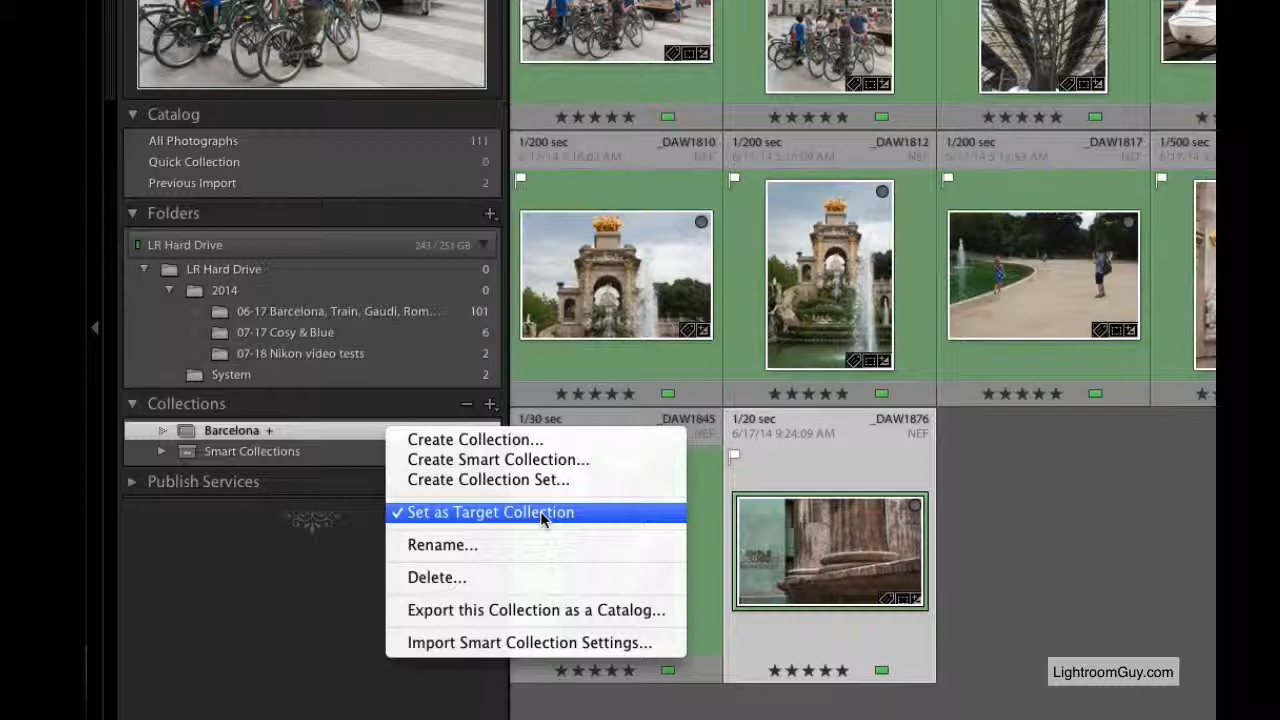 Catalog
All Photographs 111
Quick Collection 0
Previous Import 2
Folders
LR Hard Drive 243 / 251 GB
LR Hard Drive 0
2014 0
06-17 Barcelona, Train, Gaudi, Rom... 101
07-17 Cosy & Blue 6
07-18 Nikon video tests 2
System 2
Collections
Barcelona +
Smart Collections
Publish Services
Create Collection...
Create Smart Collection...
Create Collection Set...
✓ Set as Target Collection
Rename...
Delete...
Export this Collection as a Catalog...
Import Smart Collection Settings...
1/200 sec _DAW1810
NEF
1/200 sec _DAW1812
NEF
1/200 sec _DAW1817
NEF
1/500 sec
1/30 sec _DAW1845
NEF
1/20 sec _DAW1876
6/17/14 9:24:09 AM NEF
LightroomGuy.com